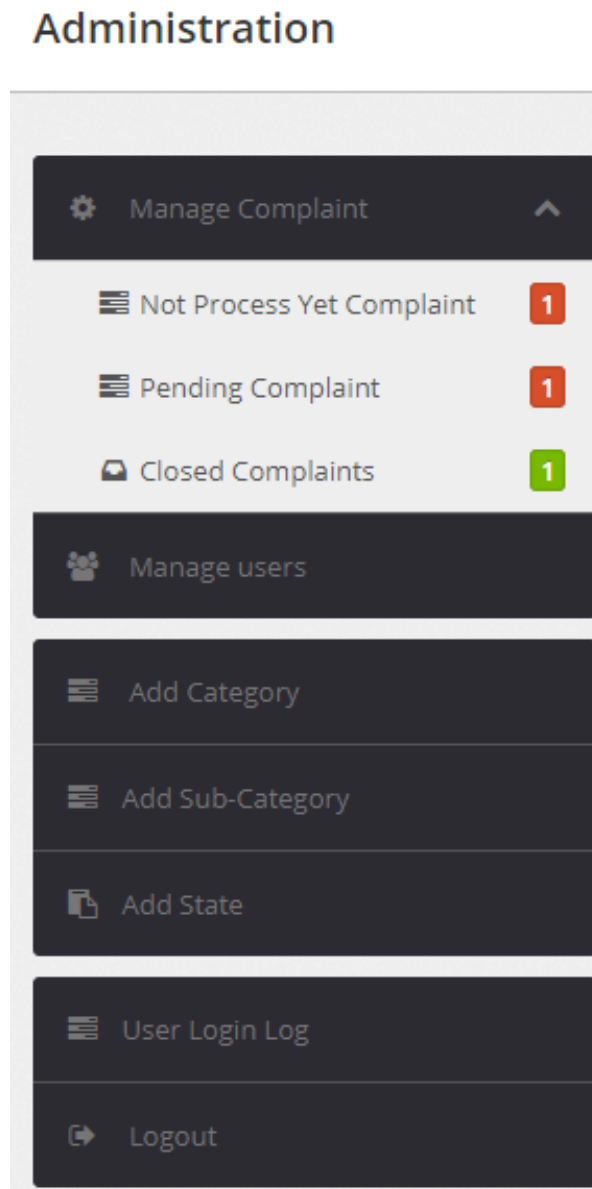 Administration
Manage Complaint
Not Process Yet Complaint 1
Pending Complaint 1
Closed Complaints 1
Manage users
Add Category
Add Sub-Category
Add State
User Login Log
Logout